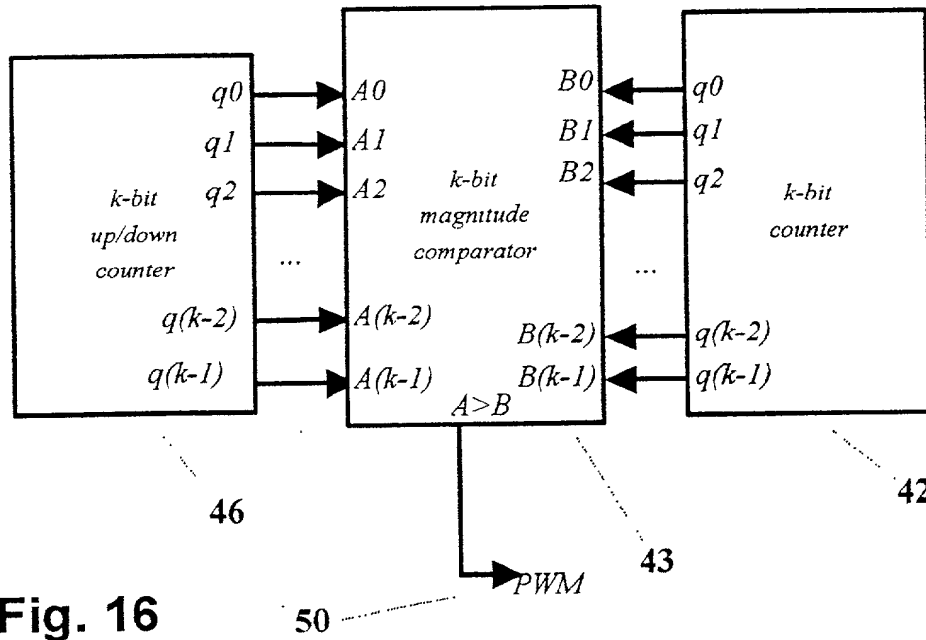 q0
q1
q2
k-bit
up/down
counter
q(k-2)
q(k-1)
...
A0
A1
A2
k-bit
magnitude
comparator
A(k-2)
A(k-1)
A>B
B0
B1
B2
B(k-2)
B(k-1)
...
q0
q1
q2
k-bit
counter
q(k-2)
q(k-1)
46
43
42
PWM
50
Fig. 16